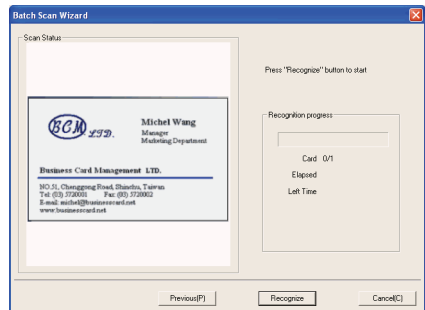 Batch Scan Wizard
Scan Status
Press "Recognize" button to start
BCM LTD.
Michel Wang
Manager
Marketing Department
Business Card Management LTD.
NO.51, Chenggong Road, Shinchu, Taiwan
Tel: (03) 5720001 Fax: (03) 5720002
E-mail: michel@businesscard.net
www.businesscard.net
Recognition progress
Card 0/1
Elapsed
Left Time
Previous(P)
Recognize
Cancel(C)